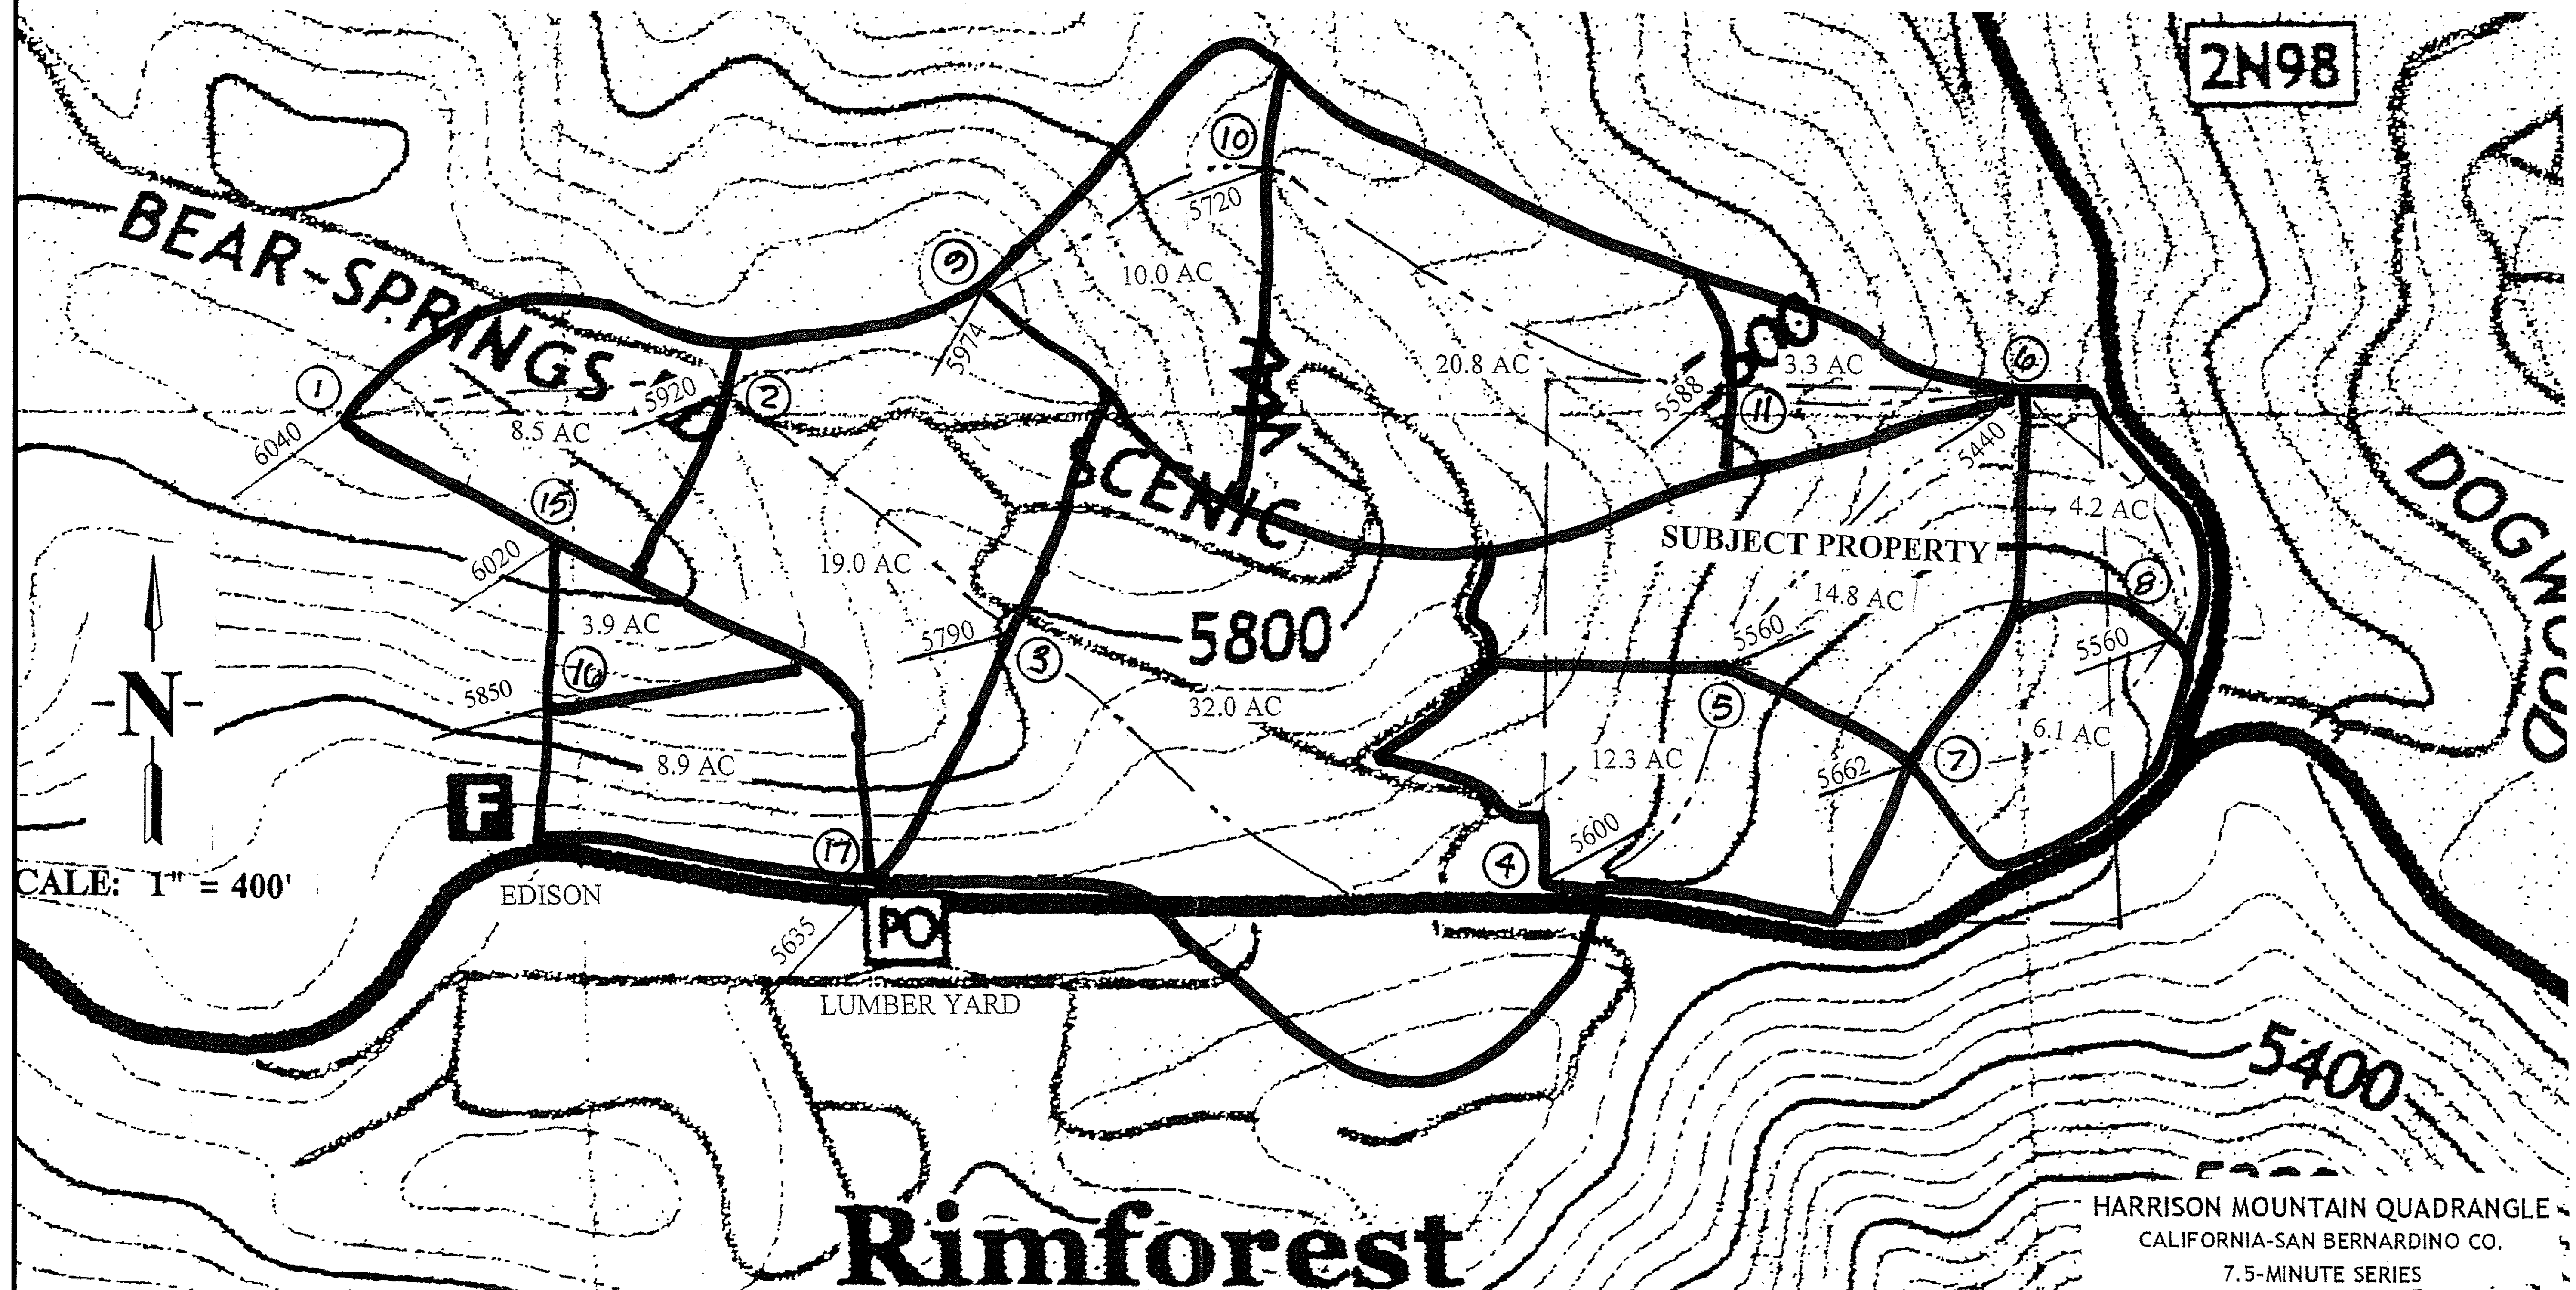 2N98
10
5720
BEAR-SPRINGS RD
9
10.0 AC
5974
20.8 AC
3.3 AC
6
5588
11
1
5920
2
6040
8.5 AC
5440
SCENIC
DOGWOOD
15
4.2 AC
SUBJECT PROPERTY
6020
19.0 AC
8
14.8 AC
3.9 AC
5790
5800
5560
5560
3
16
5850
-N-
32.0 AC
5
6.1 AC
8.9 AC
12.3 AC
5662
7
F
17
5600
4
CALE: 1" = 400'
EDISON
5635
PO
LUMBER YARD
5400
Rimforest
HARRISON MOUNTAIN QUADRANGLE
CALIFORNIA-SAN BERNARDINO CO.
7.5-MINUTE SERIES